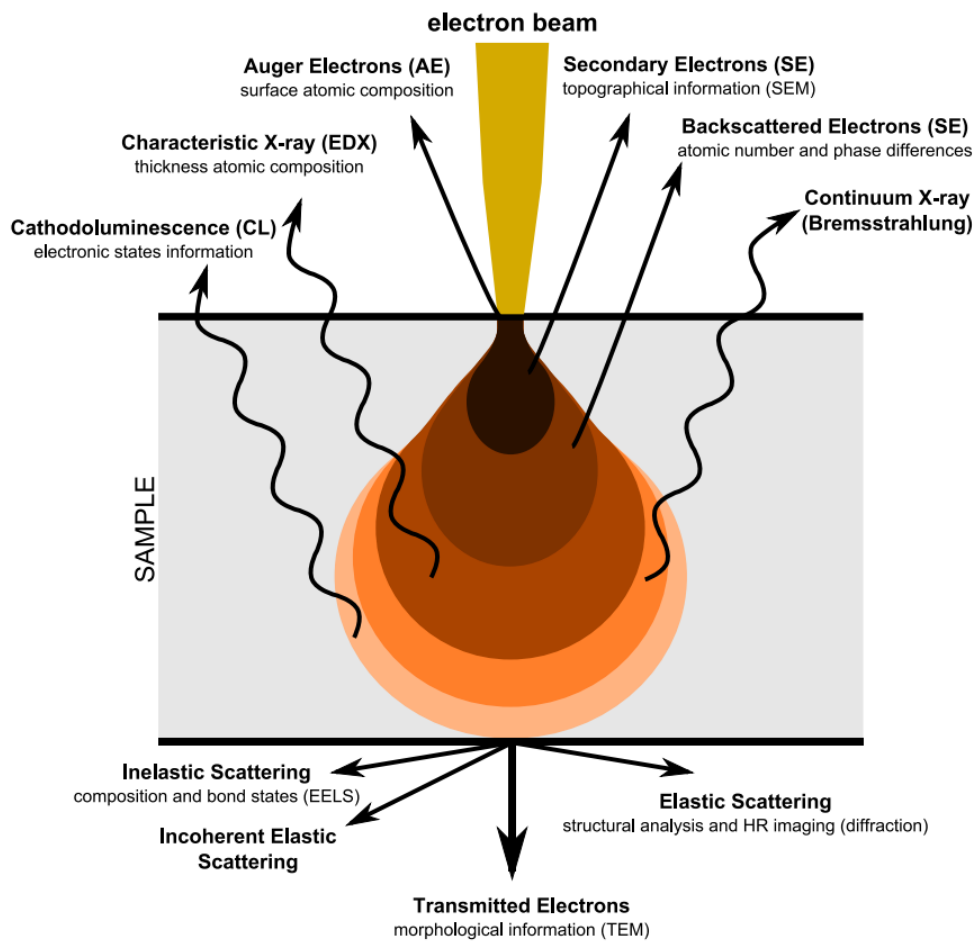 electron beam
Auger Electrons (AE)
surface atomic composition
Secondary Electrons (SE)
topographical information (SEM)
Characteristic X-ray (EDX)
thickness atomic composition
Backscattered Electrons (SE)
atomic number and phase differences
Cathodoluminescence (CL)
electronic states information
Continuum X-ray
(Bremsstrahlung)
SAMPLE
Inelastic Scattering
composition and bond states (EELS)
Incoherent Elastic
Scattering
Elastic Scattering
structural analysis and HR imaging (diffraction)
Transmitted Electrons
morphological information (TEM)